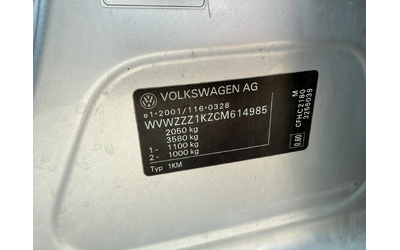 VOLKSWAGEN AG
e1*2001/116*0328
WVWZZZ1KZCM614985
2050 kg
3580 kg
1 - 1100 kg
2 - 1000 kg
Typ 1KM
M
CFHC2180
3265039
0,60